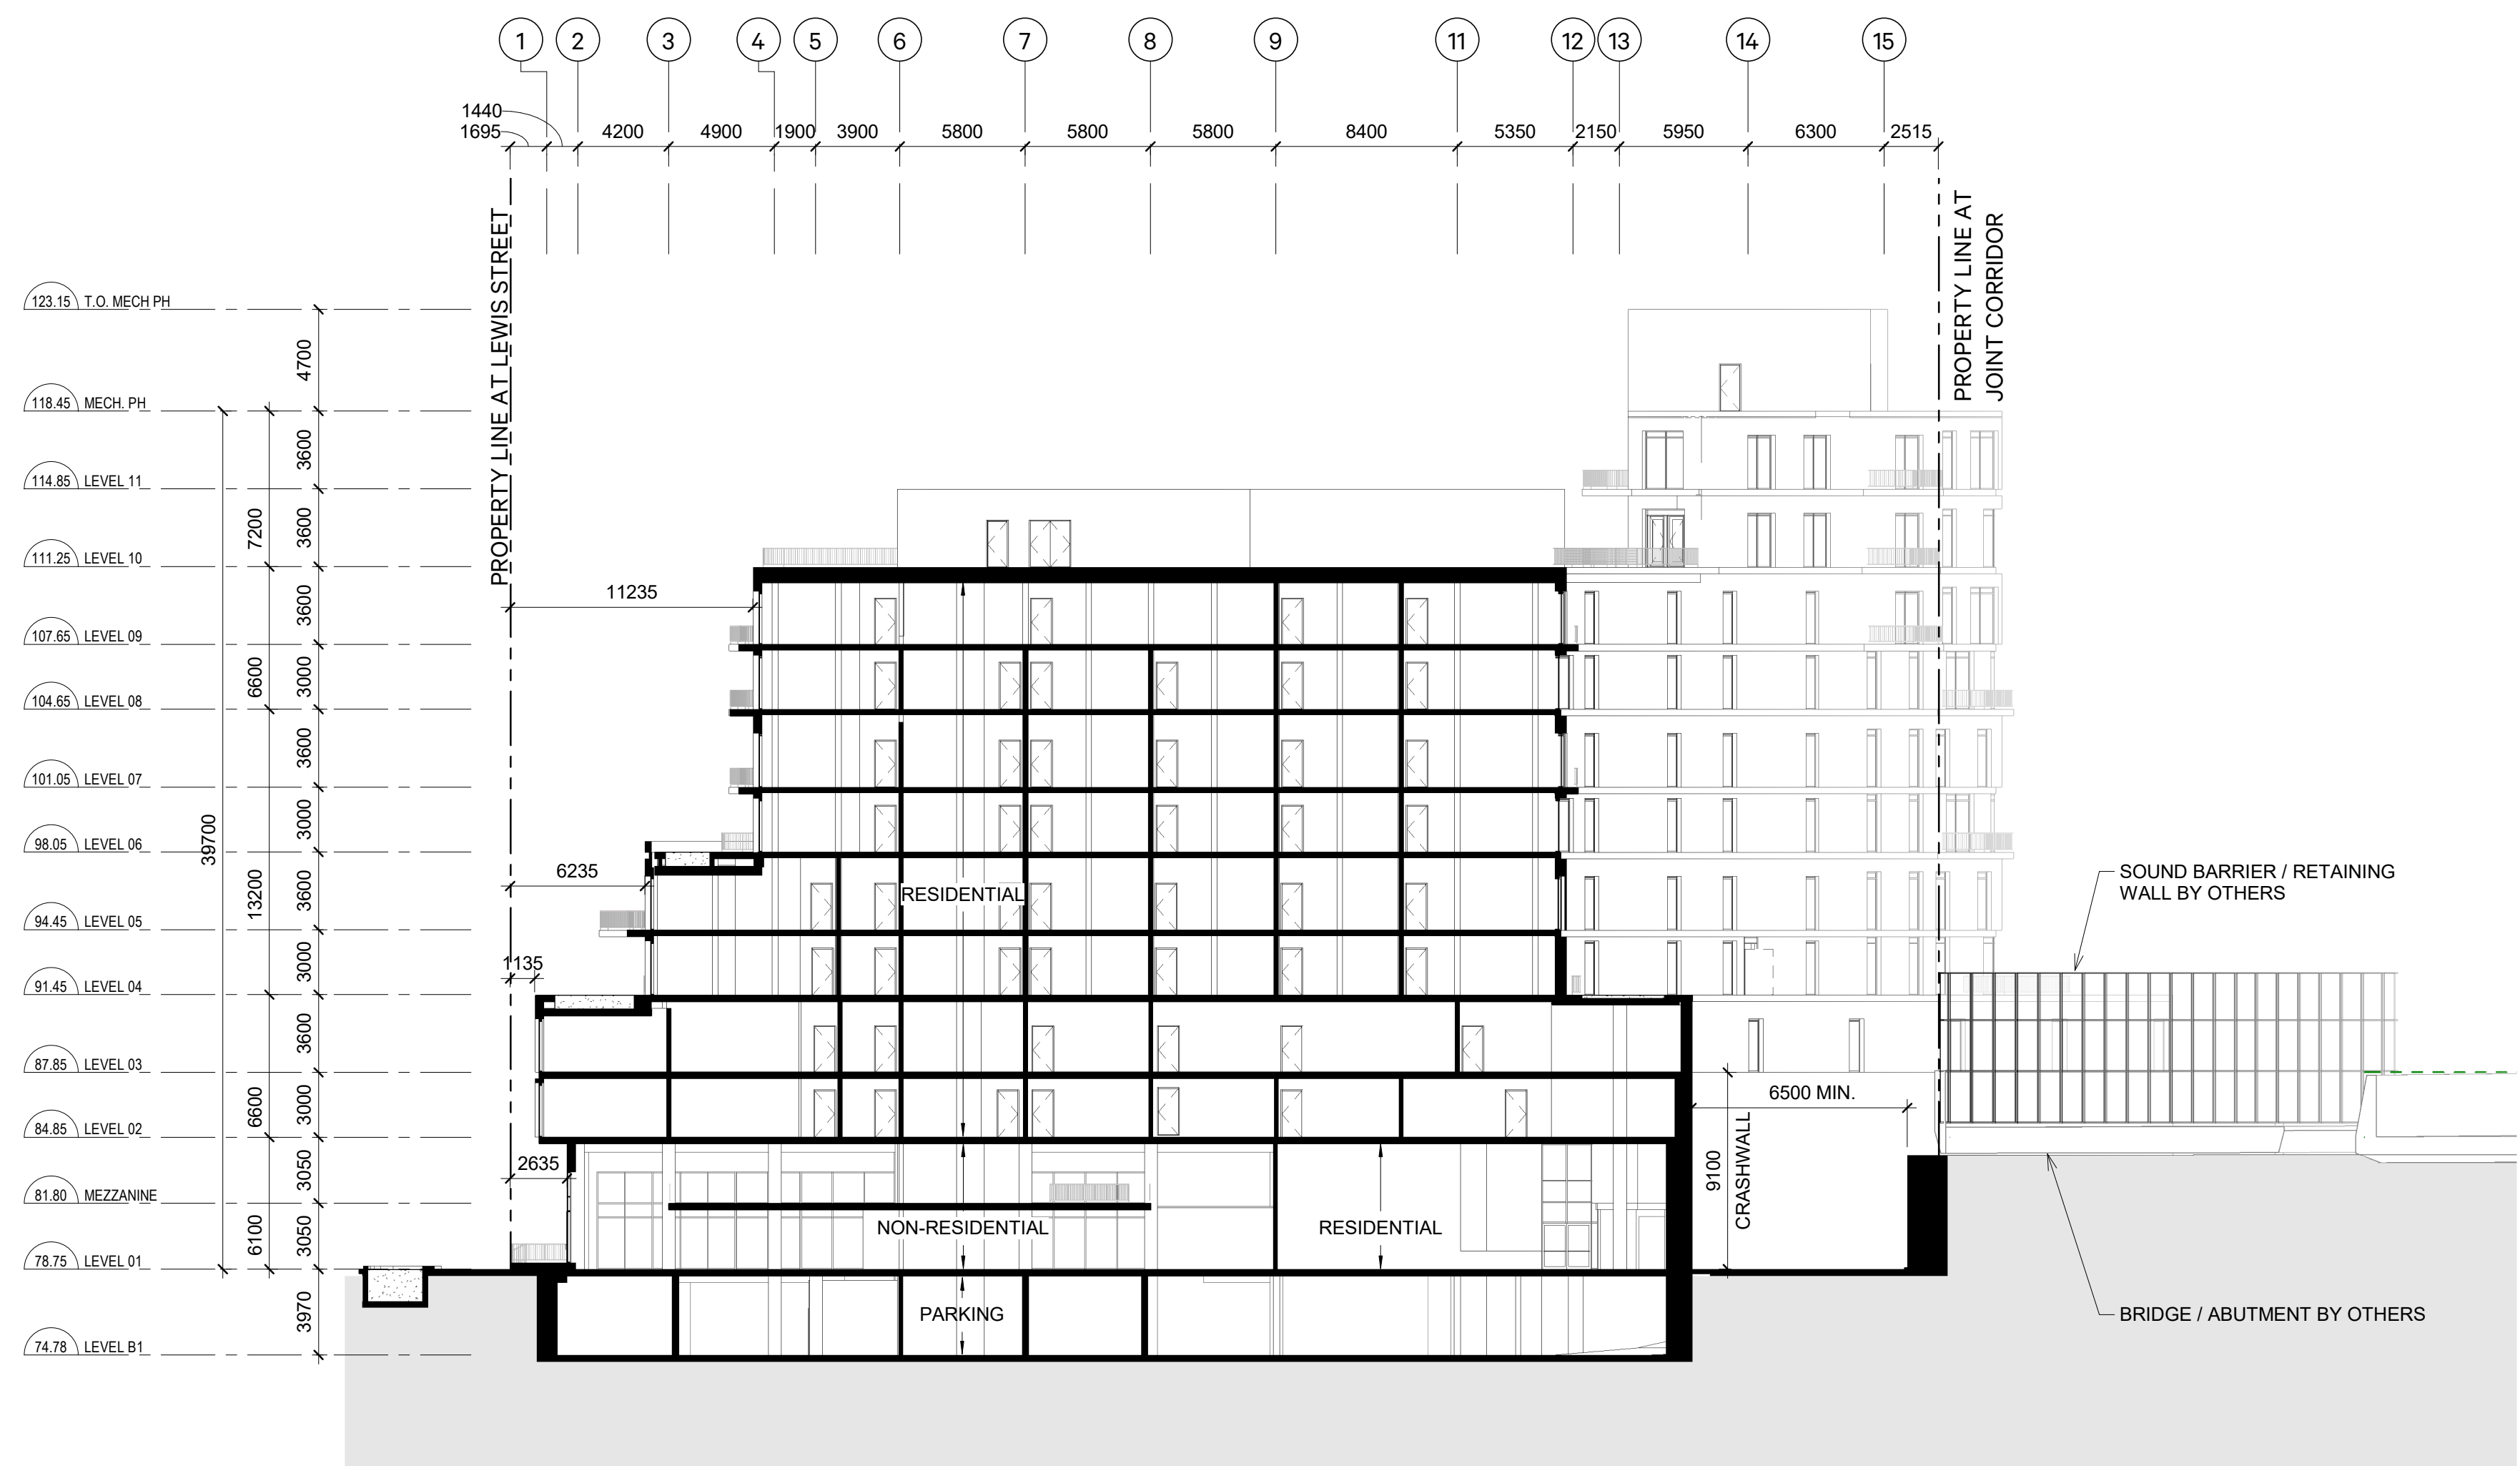 1 2 3 4 5 6 7 8 9 11 12 13 14 15
1440
1695 4200 4900 1900 3900 5800 5800 5800 8400 5350 2150 5950 6300 2515
PROPERTY LINE AT LEWIS STREET
PROPERTY LINE AT
JOINT CORRIDOR
123.15 T.O. MECH PH
4700
118.45 MECH. PH
3600
114.85 LEVEL 11
7200
3600
111.25 LEVEL 10
11235
3600
107.65 LEVEL 09
6600
3000
104.65 LEVEL 08
3600
101.05 LEVEL 07
39700
3000
98.05 LEVEL 06
6235
13200
3600
RESIDENTIAL
SOUND BARRIER / RETAINING
WALL BY OTHERS
94.45 LEVEL 05
1135
3000
91.45 LEVEL 04
3600
87.85 LEVEL 03
6500 MIN.
6600
3000
84.85 LEVEL 02
2635
3050
9100
CRASHWALL
81.80 MEZZANINE
NON-RESIDENTIAL
RESIDENTIAL
6100
3050
78.75 LEVEL 01
3970
PARKING
BRIDGE / ABUTMENT BY OTHERS
74.78 LEVEL B1